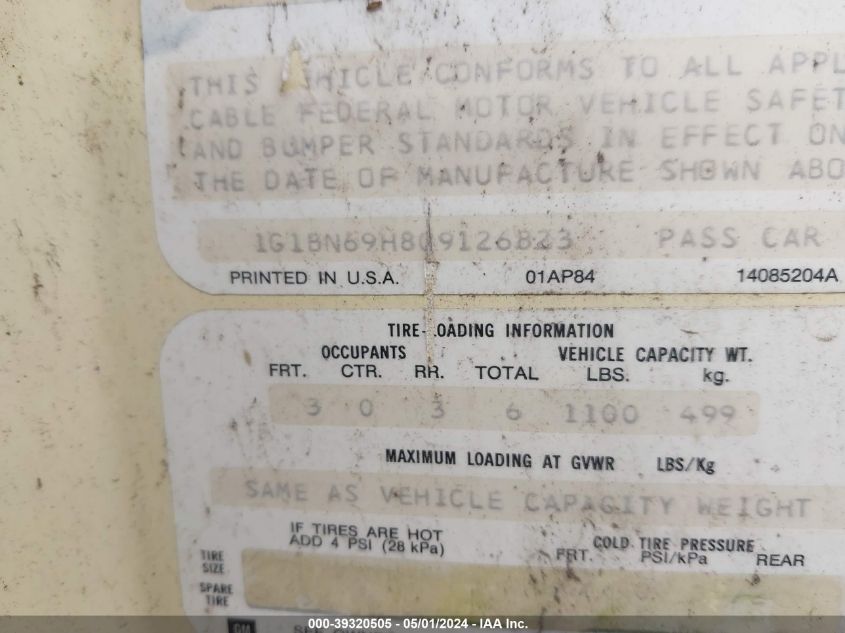 THIS VEHICLE CONFORMS TO ALL APPL
CABLE FEDERAL MOTOR VEHICLE SAFET
AND BUMPER STANDARDS IN EFFECT ON
THE DATE OF MANUFACTURE SHOWN ABO
1G1BN69H8G9126823 PASS CAR
PRINTED IN U.S.A. 01AP84 14085204A
TIRE-LOADING INFORMATION
OCCUPANTS VEHICLE CAPACITY WT.
FRT. CTR. RR. TOTAL LBS. kg.
3 0 3 6 1100 499
MAXIMUM LOADING AT GVWR LBS/Kg
SAME AS VEHICLE CAPACITY WEIGHT
IF TIRES ARE HOT
ADD 4 PSI (28 kPa)
COLD TIRE PRESSURE
FRT. PSI/kPa REAR
TIRE
SIZE
SPARE
TIRE
GM
000-39320505 - 05/01/2024 - IAA Inc.